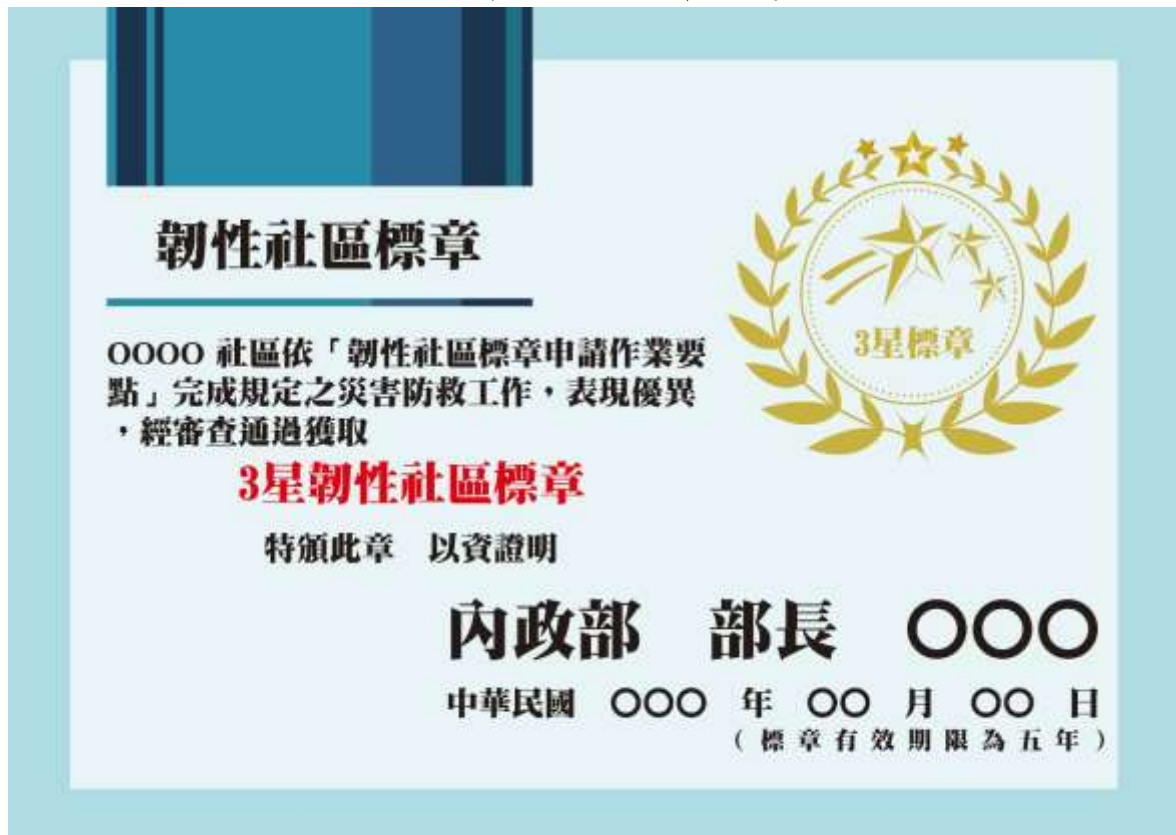 韌性社區標章
3星標章
OOOO 社區依「韌性社區標章申請作業要
點」完成規定之災害防救工作，表現優異
，經審查通過獲取
3星韌性社區標章
特頒此章　以資證明
內政部　部長　○○○
中華民國　○○○　年　○○　月　○○　日
（標章有效期限為五年）